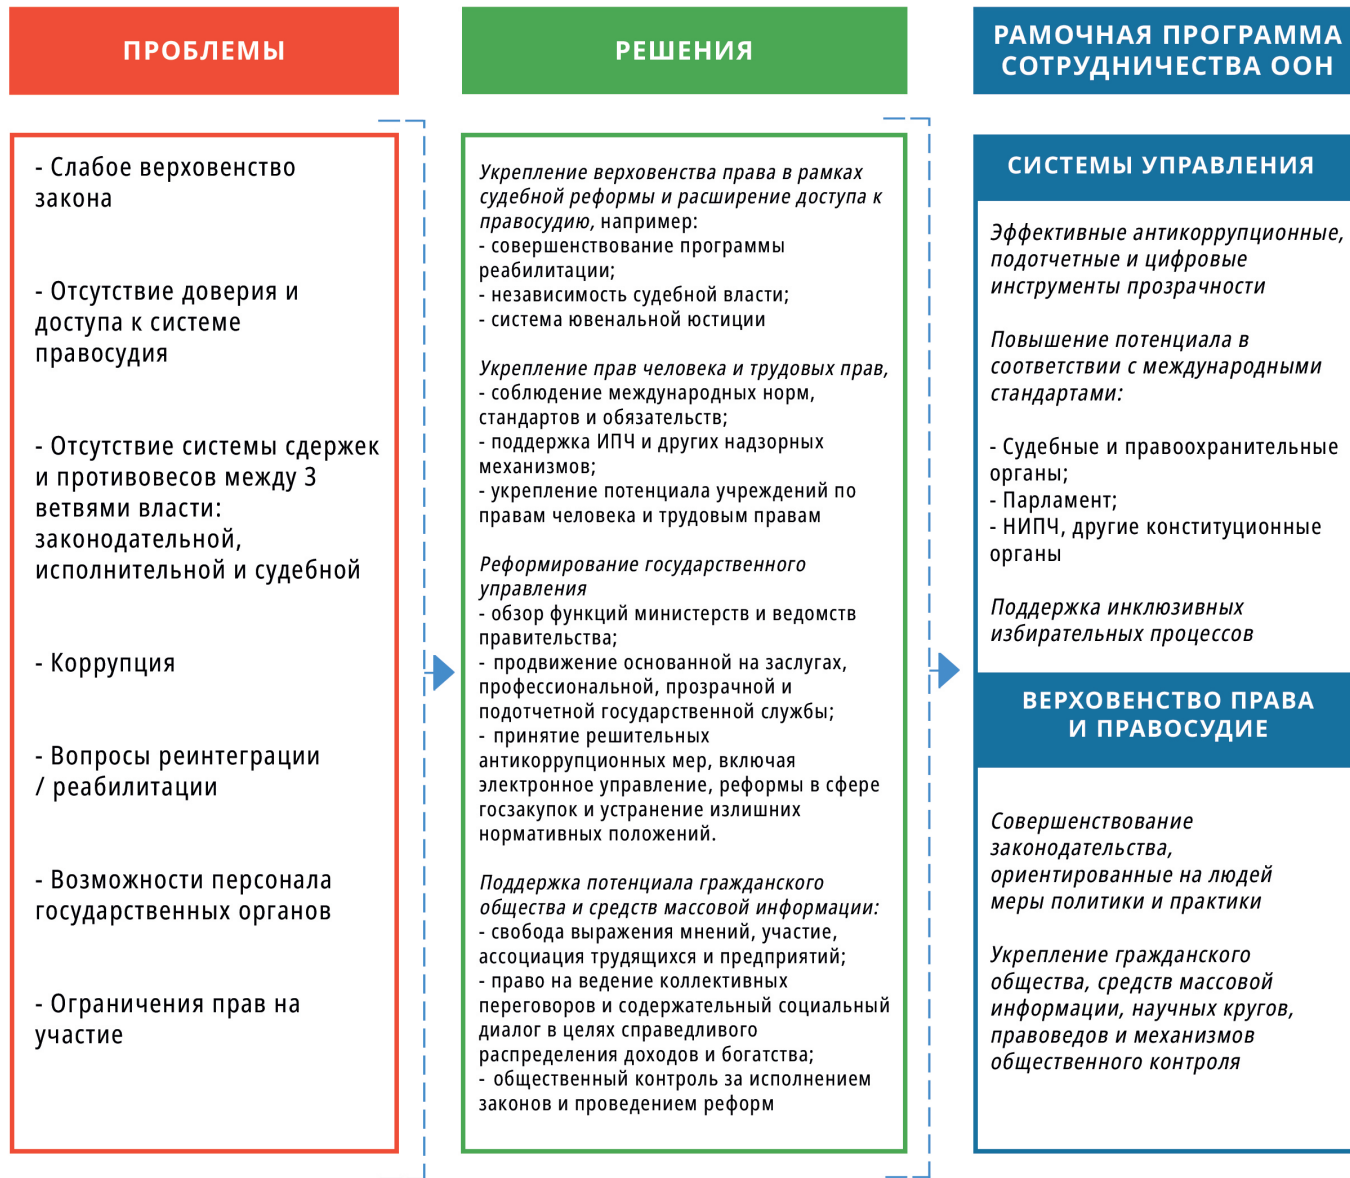 ПРОБЛЕМЫ
- Слабое верховенство
закона
- Отсутствие доверия и
доступа к системе
правосудия
- Отсутствие системы сдержек
и противовесов между 3
ветвями власти:
законодательной,
исполнительной и судебной
- Коррупция
- Вопросы реинтеграции
/ реабилитации
- Возможности персонала
государственных органов
- Ограничения прав на
участие
РЕШЕНИЯ
Укрепление верховенства права в рамках
судебной реформы и расширение доступа к
правосудию, например:
- совершенствование программы
реабилитации;
- независимость судебной власти;
- система ювенальной юстиции
Укрепление прав человека и трудовых прав,
- соблюдение международных норм,
стандартов и обязательств;
- поддержка ИПЧ и других надзорных
механизмов;
- укрепление потенциала учреждений по
правам человека и трудовым правам
Реформирование государственного
управления
- обзор функций министерств и ведомств
правительства;
- продвижение основанной на заслугах,
профессиональной, прозрачной и
подотчетной государственной службы;
- принятие решительных
антикоррупционных мер, включая
электронное управление, реформы в сфере
госзакупок и устранение излишних
нормативных положений.
Поддержка потенциала гражданского
общества и средств массовой информации:
- свобода выражения мнений, участие,
ассоциация трудящихся и предприятий;
- право на ведение коллективных
переговоров и содержательный социальный
диалог в целях справедливого
распределения доходов и богатства;
- общественный контроль за исполнением
законов и проведением реформ
РАМОЧНАЯ ПРОГРАММА
СОТРУДНИЧЕСТВА ООН
СИСТЕМЫ УПРАВЛЕНИЯ
Эффективные антикоррупционные,
подотчетные и цифровые
инструменты прозрачности
Повышение потенциала в
соответствии с международными
стандартами:
- Судебные и правоохранительные
органы;
- Парламент;
- НИПЧ, другие конституционные
органы
Поддержка инклюзивных
избирательных процессов
ВЕРХОВЕНСТВО ПРАВА
И ПРАВОСУДИЕ
Совершенствование
законодательства,
ориентированные на людей
меры политики и практики
Укрепление гражданского
общества, средств массовой
информации, научных кругов,
правоведов и механизмов
общественного контроля